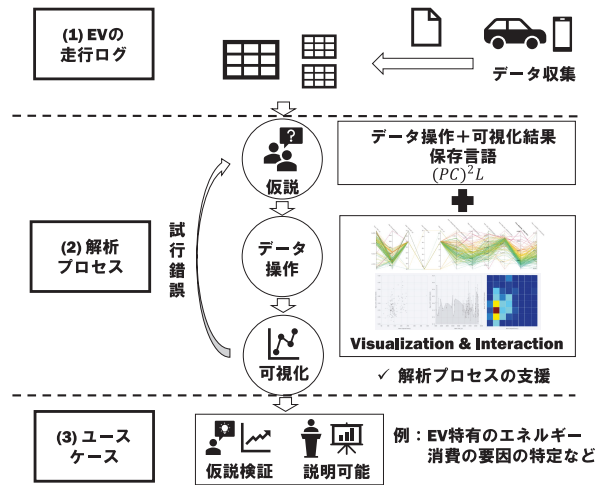 (1) EVの
走行ログ
データ収集
仮説
データ操作＋可視化結果
保存言語
(PC)²L
(2) 解析
プロセス
試行錯誤
データ
操作
可視化
Visualization & Interaction
✓ 解析プロセスの支援
(3) ユース
ケース
仮説検証
説明可能
例：EV特有のエネルギー
消費の要因の特定など